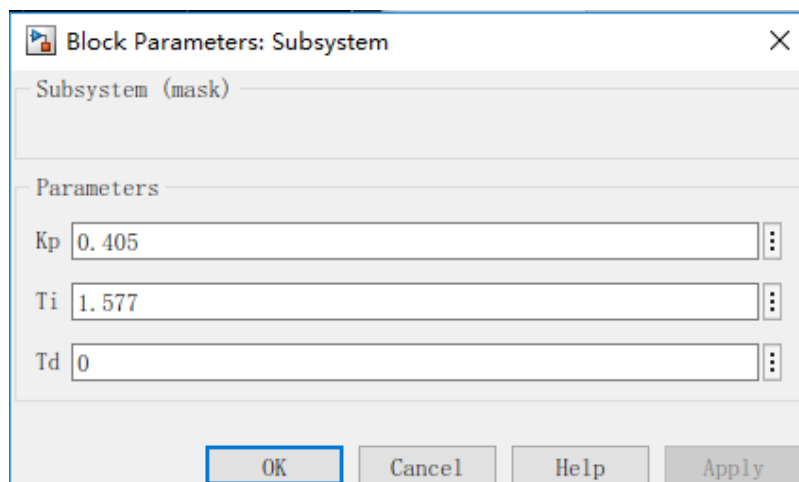 Block Parameters: Subsystem
Subsystem (mask)
Parameters
Kp 0.405
Ti 1.577
Td 0
OK Cancel Help Apply